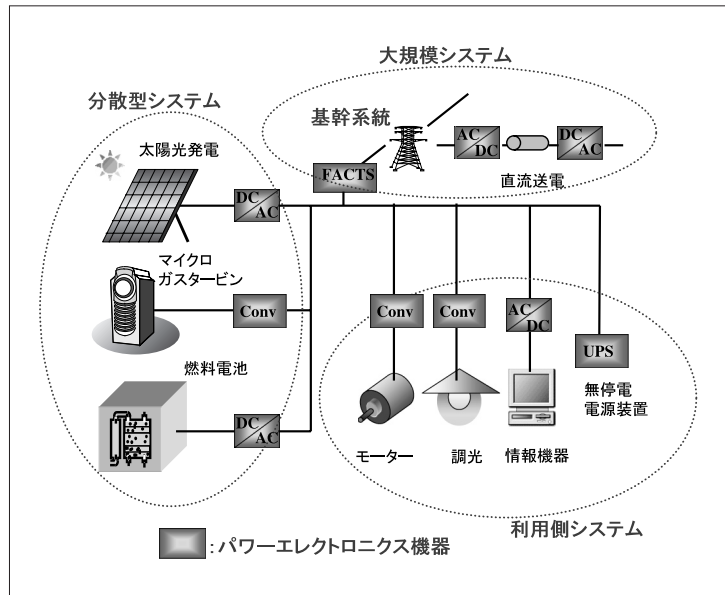 大規模システム
分散型システム
基幹系統
太陽光発電
AC
DC
DC
AC
直流送電
FACTS
DC
AC
マイクロ
ガスタービン
Conv
Conv
Conv
AC
DC
UPS
燃料電池
無停電
電源装置
DC
AC
モーター
調光
情報機器
利用側システム
:パワーエレクトロニクス機器